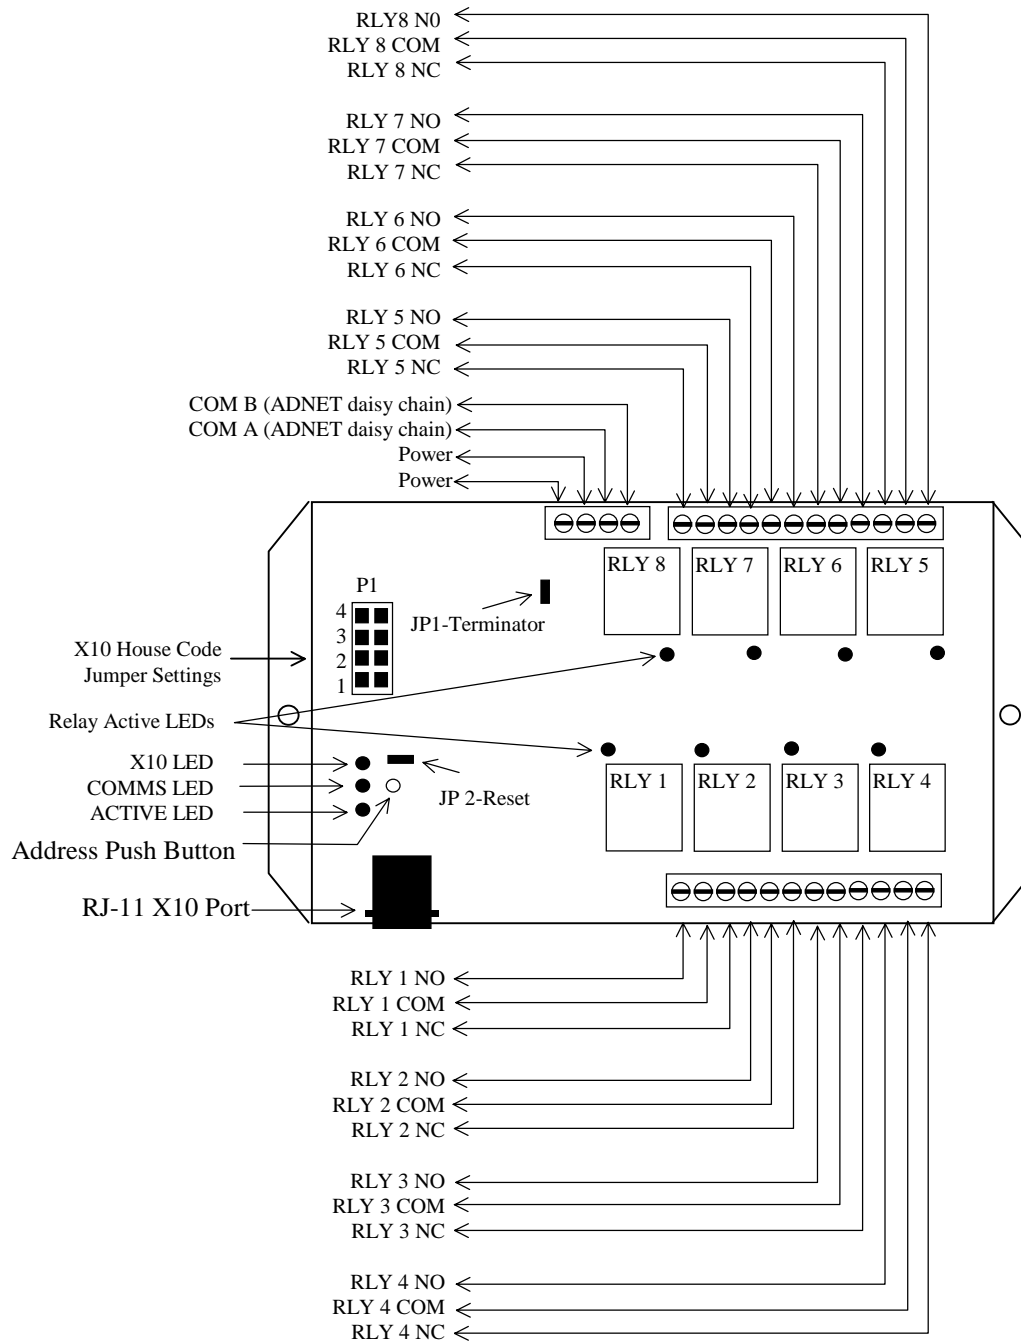 RLY8 N0
RLY 8 COM
RLY 8 NC
RLY 7 NO
RLY 7 COM
RLY 7 NC
RLY 6 NO
RLY 6 COM
RLY 6 NC
RLY 5 NO
RLY 5 COM
RLY 5 NC
COM B (ADNET daisy chain)
COM A (ADNET daisy chain)
Power
Power
RLY 8
RLY 7
RLY 6
RLY 5
P1
4
3
2
1
JP1-Terminator
X10 House Code
Jumper Settings
Relay Active LEDs
X10 LED
COMMS LED
ACTIVE LED
JP 2-Reset
Address Push Button
RJ-11 X10 Port
RLY 1
RLY 2
RLY 3
RLY 4
RLY 1 NO
RLY 1 COM
RLY 1 NC
RLY 2 NO
RLY 2 COM
RLY 2 NC
RLY 3 NO
RLY 3 COM
RLY 3 NC
RLY 4 NO
RLY 4 COM
RLY 4 NC